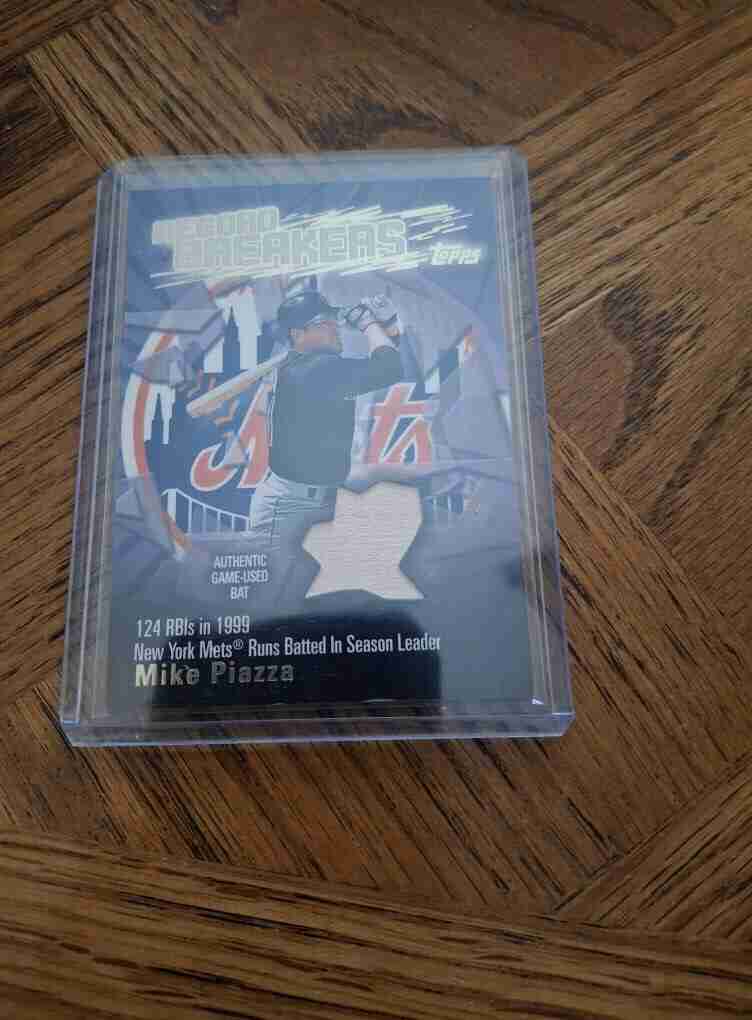 RECORD
BREAKERS
topps
Mets
AUTHENTIC
GAME-USED
BAT
124 RBIs in 1999
New York Mets® Runs Batted In Season Leader
Mike Piazza